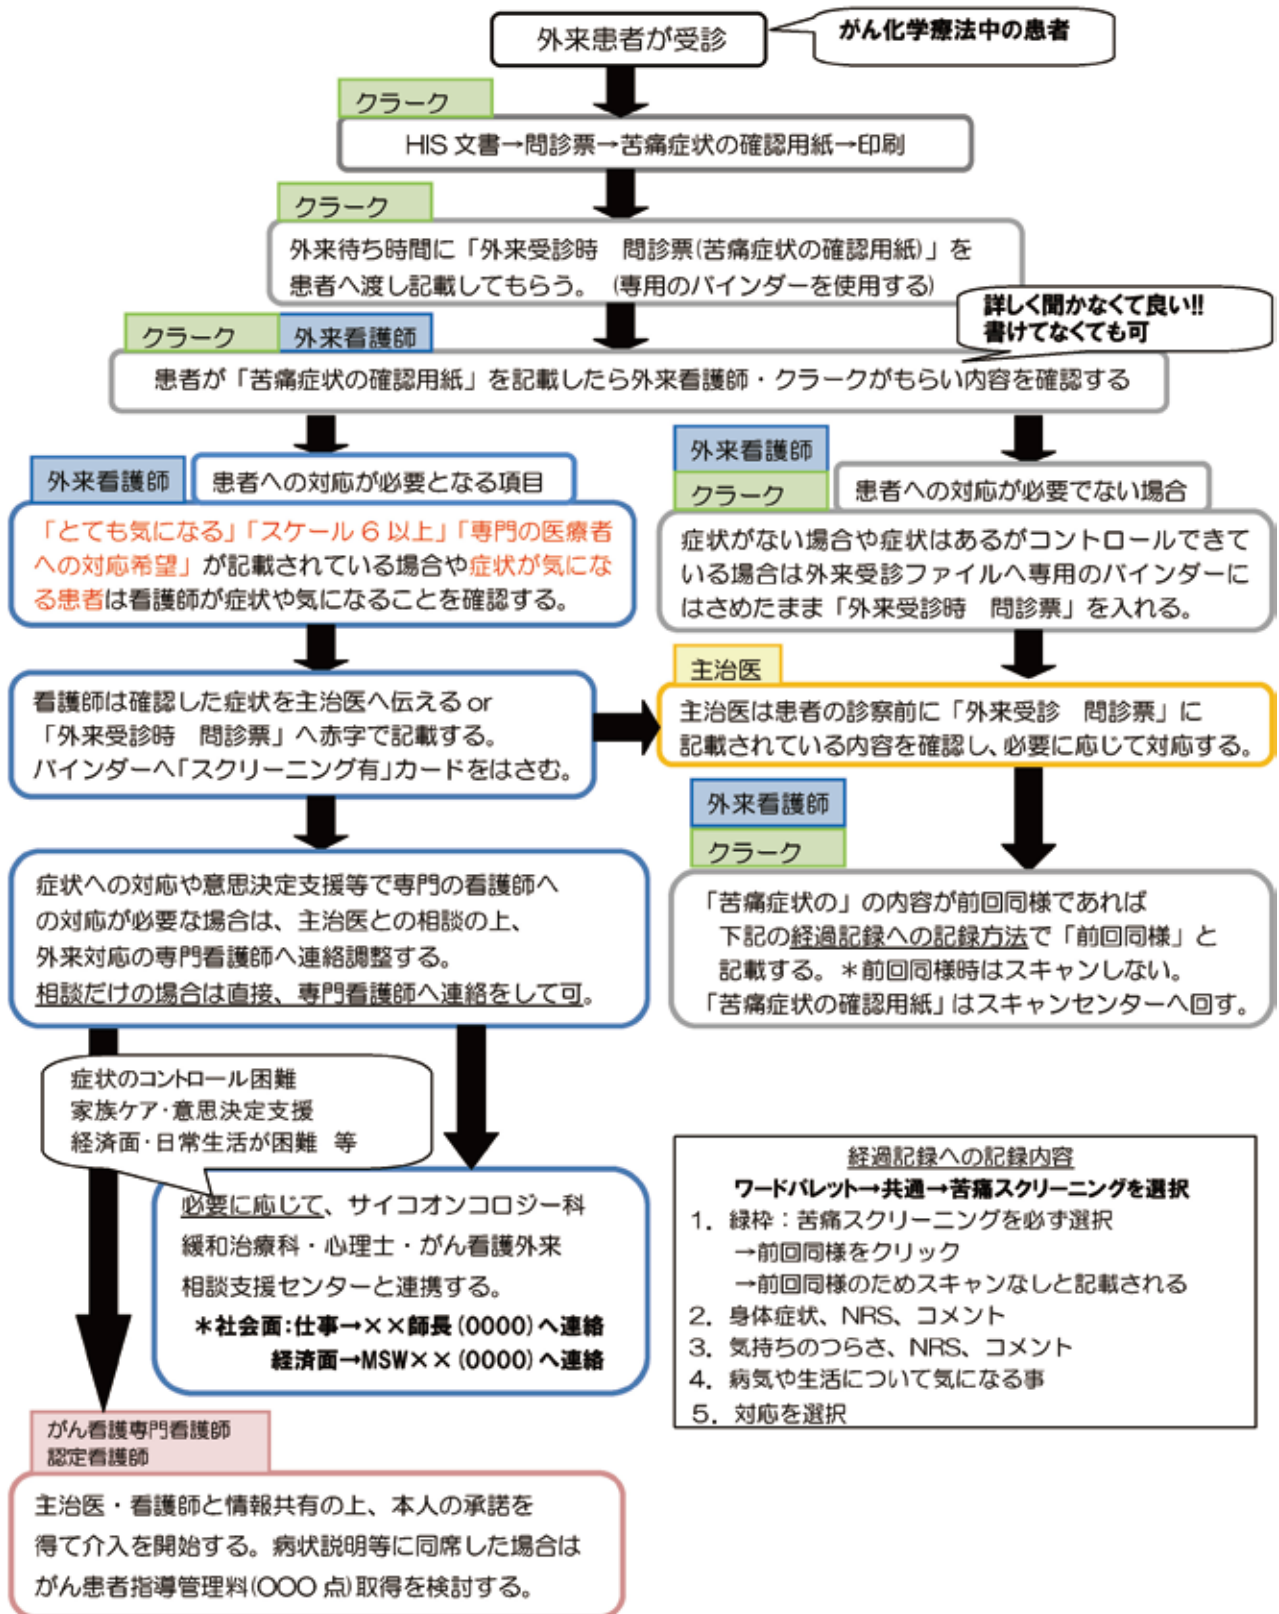 外来患者が受診
がん化学療法中の患者
クラーク
HIS 文書→問診票→苦痛症状の確認用紙→印刷
クラーク
外来待ち時間に「外来受診時　問診票(苦痛症状の確認用紙)」を
患者へ渡し記載してもらう。 (専用のバインダーを使用する)
詳しく聞かなくて良い!!
書けてなくても可
クラーク
外来看護師
患者が「苦痛症状の確認用紙」を記載したら外来看護師・クラークがもらい内容を確認する
外来看護師
患者への対応が必要となる項目
「とても気になる」「スケール 6 以上」「専門の医療者
への対応希望」が記載されている場合や症状が気にな
る患者は看護師が症状や気になることを確認する。
外来看護師
クラーク
患者への対応が必要でない場合
症状がない場合や症状はあるがコントロールできて
いる場合は外来受診ファイルへ専用のバインダーに
はさめたまま「外来受診時　問診票」を入れる。
看護師は確認した症状を主治医へ伝える or
「外来受診時　問診票」へ赤字で記載する。
バインダーへ「スクリーニング有」カードをはさむ。
主治医
主治医は患者の診察前に「外来受診　問診票」に
記載されている内容を確認し、必要に応じて対応する。
外来看護師
クラーク
「苦痛症状の」の内容が前回同様であれば
下記の経過記録への記録方法で「前回同様」と
記載する。＊前回同様時はスキャンしない。
「苦痛症状の確認用紙」はスキャンセンターへ回す。
症状への対応や意思決定支援等で専門の看護師へ
の対応が必要な場合は、主治医との相談の上、
外来対応の専門看護師へ連絡調整する。
相談だけの場合は直接、専門看護師へ連絡をして可。
症状のコントロール困難
家族ケア・意思決定支援
経済面・日常生活が困難 等
必要に応じて、サイコオンコロジー科
緩和治療科・心理士・がん看護外来
相談支援センターと連携する。
＊社会面：仕事→××師長(0000)へ連絡
経済面→MSW××(0000)へ連絡
経過記録への記録内容
ワードパレット→共通→苦痛スクリーニングを選択
1. 緑枠：苦痛スクリーニングを必ず選択
→前回同様をクリック
→前回同様のためスキャンなしと記載される
2. 身体症状、NRS、コメント
3. 気持ちのつらさ、NRS、コメント
4. 病気や生活について気になる事
5. 対応を選択
がん看護専門看護師
認定看護師
主治医・看護師と情報共有の上、本人の承諾を
得て介入を開始する。病状説明等に同席した場合は
がん患者指導管理料(〇〇〇 点)取得を検討する。